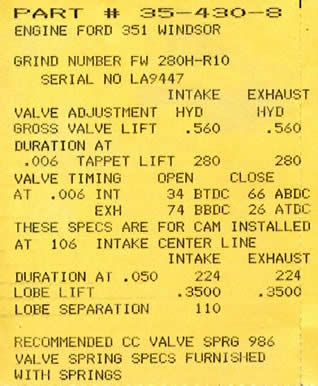 PART # 35-430-8
ENGINE FORD 351 WINDSOR
GRIND NUMBER FW 280H-R10
SERIAL NO LA9447
INTAKE EXHAUST
VALVE ADJUSTMENT HYD HYD
GROSS VALVE LIFT .560 .560
DURATION AT
.006 TAPPET LIFT 280 280
VALVE TIMING OPEN CLOSE
AT .006 INT 34 BTDC 66 ABDC
EXH 74 BBDC 26 ATDC
THESE SPECS ARE FOR CAM INSTALLED
AT 106 INTAKE CENTER LINE
INTAKE EXHAUST
DURATION AT .050 224 224
LOBE LIFT .3500 .3500
LOBE SEPARATION 110
RECOMMENDED CC VALVE SPRG 986
VALVE SPRING SPECS FURNISHED
WITH SPRINGS